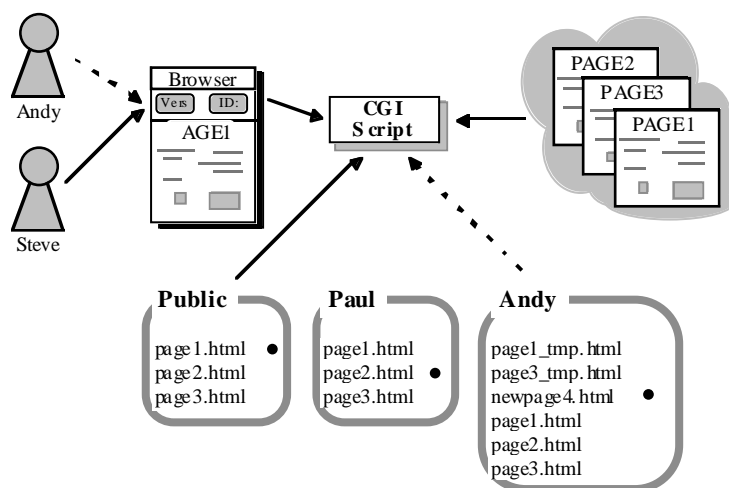 Andy
Steve
Browser
Vers ID:
AGE1
CGI
Script
PAGE2
PAGE3
PAGE1
Public
page1.html
page2.html
page3.html
Paul
page1.html
page2.html
page3.html
Andy
page1_tmp.html
page3_tmp.html
newpage4.html
page1.html
page2.html
page3.html